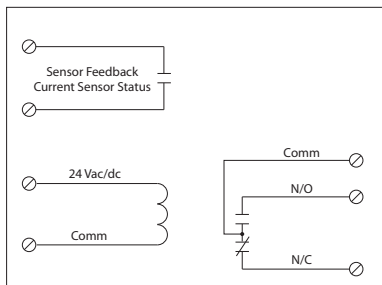 Sensor Feedback
Current Sensor Status
24 Vac/dc
Comm
Comm
N/O
N/C